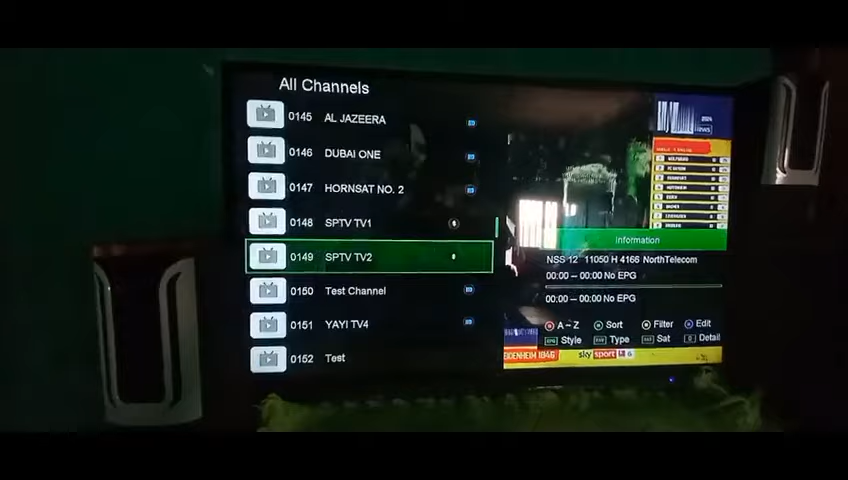 All Channels
0145 AL JAZEERA
0146 DUBAI ONE
0147 HORNSAT NO. 2
0148 SPTV TV1
0149 SPTV TV2
0150 Test Channel
0151 YAYI TV4
0152 Test
news
Information
NSS 12 11050 H 4166 NorthTelecom
00:00 – 00:00 No EPG
00:00 – 00:00 No EPG
A~Z Sort Filter Edit
Style Type Sat Detail
sky sport